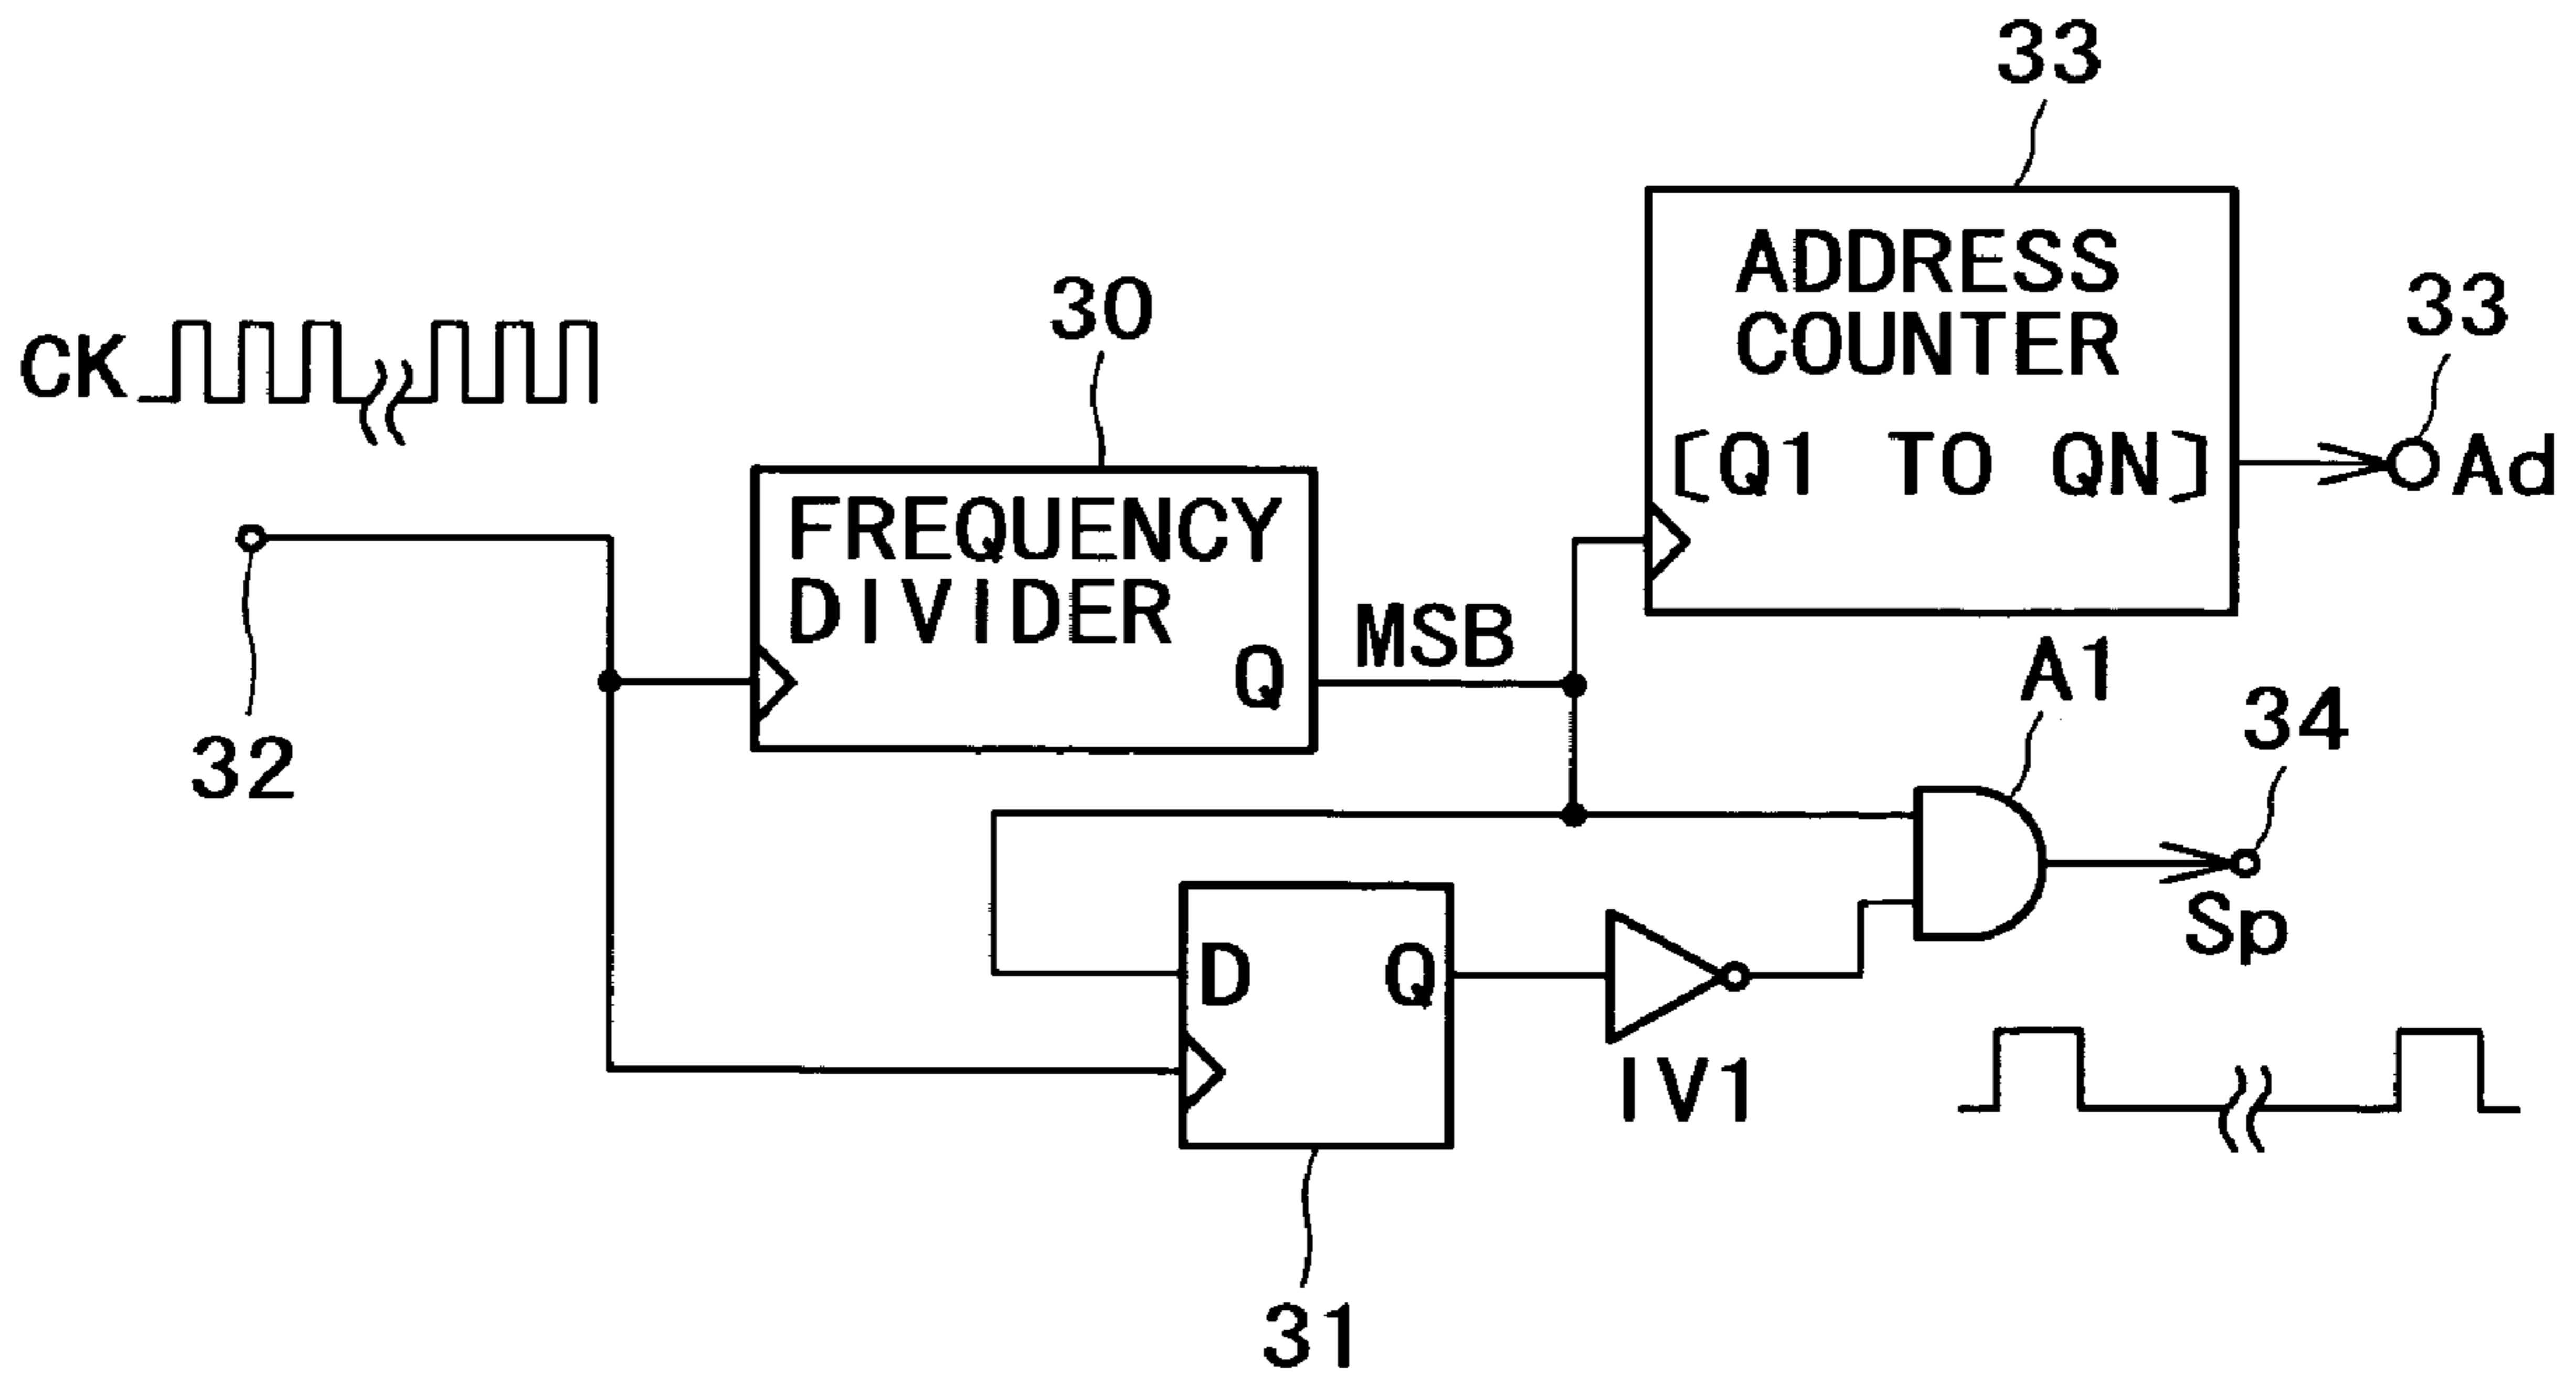 33
ADDRESS
COUNTER
[Q1 TO QN]
33
Ad
CK
30
FREQUENCY
DIVIDER
Q
MSB
32
A1
34
Sp
D
Q
IV1
31